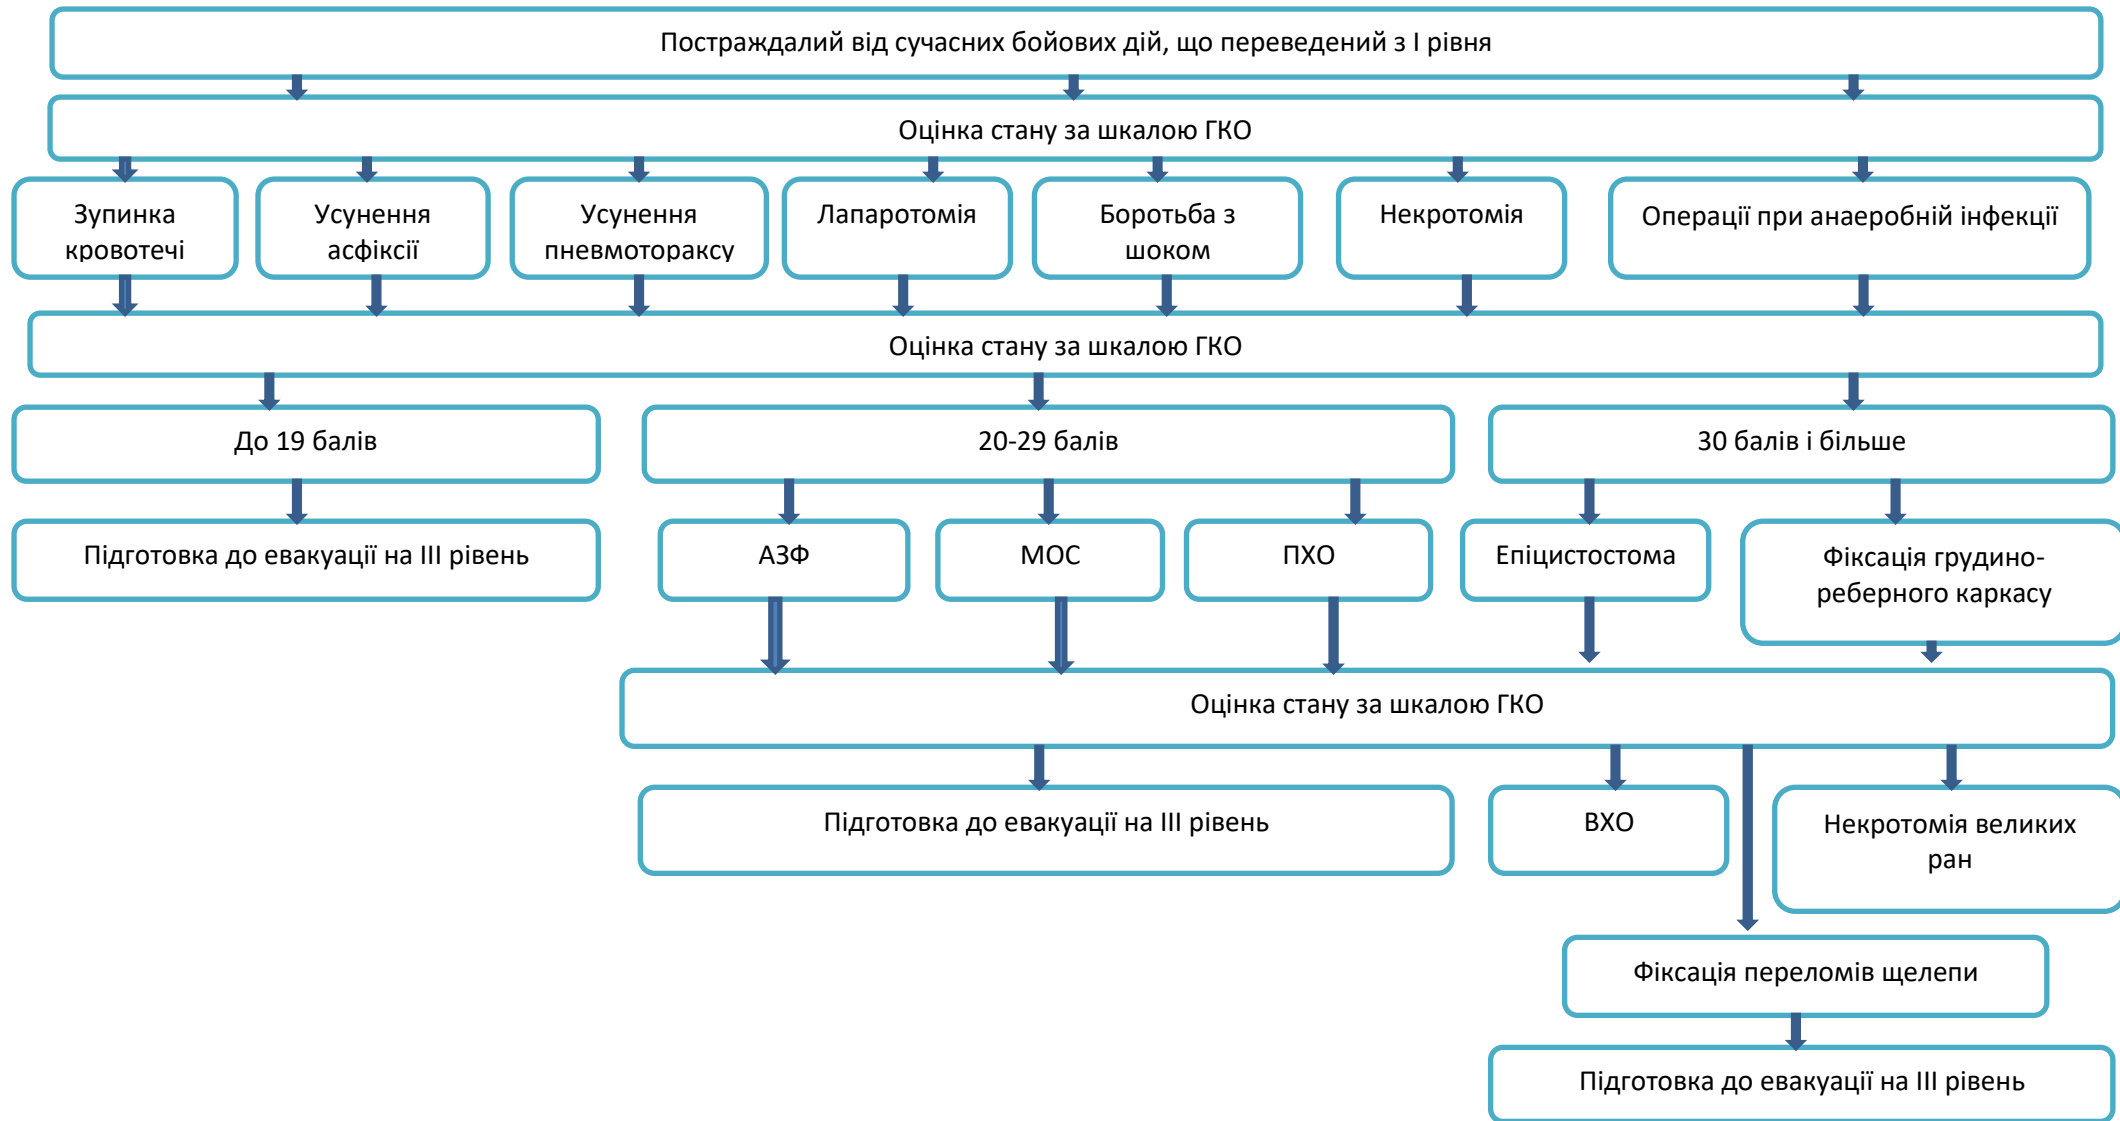 Постраждалий від сучасних бойових дій, що переведений з І рівня
Оцінка стану за шкалою ГКО
Зупинка
кровотечі
Усунення
асфіксії
Усунення
пневмотораксу
Лапаротомія
Боротьба з
шоком
Некротомія
Операції при анаеробній інфекції
Оцінка стану за шкалою ГКО
До 19 балів
20-29 балів
30 балів і більше
Підготовка до евакуації на ІІІ рівень
АЗФ
МОС
ПХО
Епіцистостома
Фіксація грудино-
реберного каркасу
Оцінка стану за шкалою ГКО
Підготовка до евакуації на ІІІ рівень
ВХО
Некротомія великих
ран
Фіксація переломів щелепи
Підготовка до евакуації на ІІІ рівень